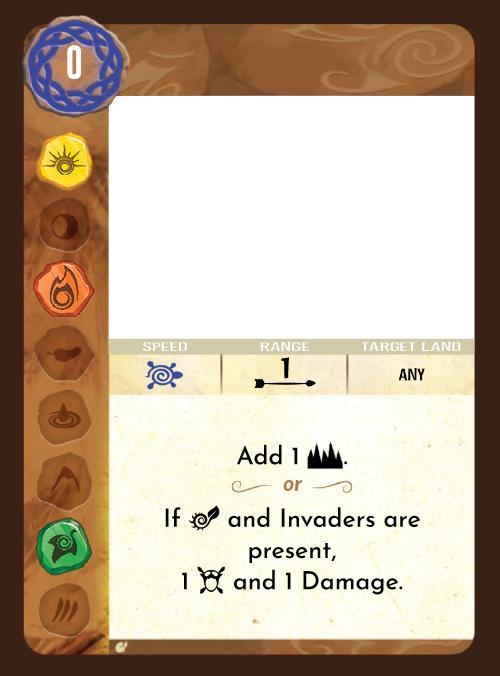 0
SPEED RANGE TARGET LAND
1 ANY
Add 1 .
or
If and Invaders are
present,
1 and 1 Damage.